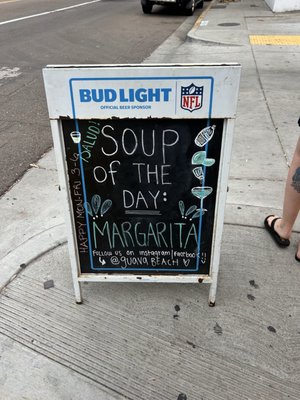 BUD LIGHT
OFFICIAL BEER SPONSOR
NFL
¡SALUD!
HAPPY MON-FRI 3-6
SOUP
OF THE
DAY:
MARGARITA
FOLLOW US ON instagram | FaceBOOK !!
@guava BEACH